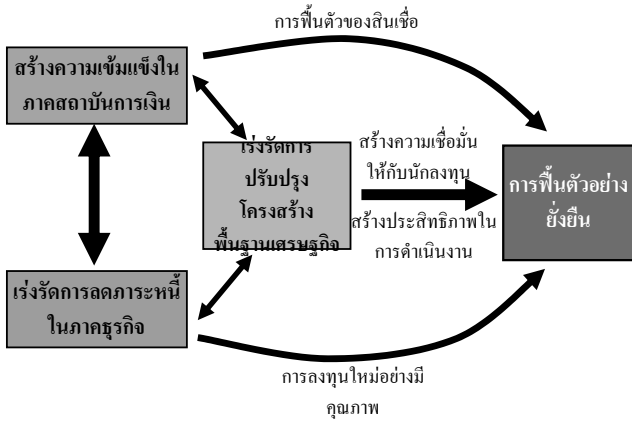 การฟื้นตัวของสินเชื่อ
สร้างความเข้มแข็งใน
ภาคสถาบันการเงิน
เร่งรัดการ
ปรับปรุง
โครงสร้าง
พื้นฐานเศรษฐกิจ
สร้างความเชื่อมั่น
ให้กับนักลงทุน
สร้างประสิทธิภาพใน
การดำเนินงาน
การฟื้นตัวอย่าง
ยั่งยืน
เร่งรัดการลดภาระหนี้
ในภาคธุรกิจ
การลงทุนใหม่อย่างมี
คุณภาพ